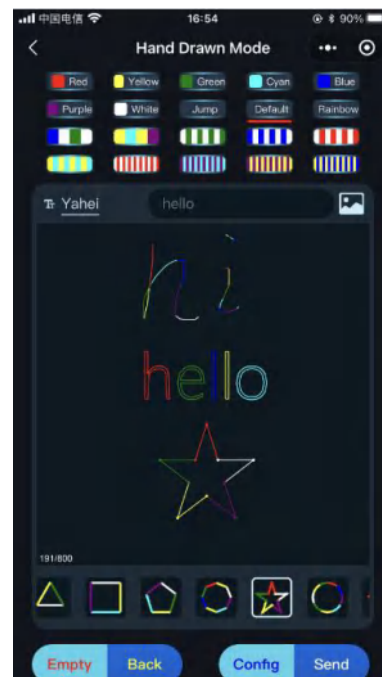 中国电信 16:54 90%
Hand Drawn Mode
Red Yellow Green Cyan Blue
Purple White Jump Default Rainbow
Tr Yahei hello
hi
hello
191/800
Empty Back Config Send